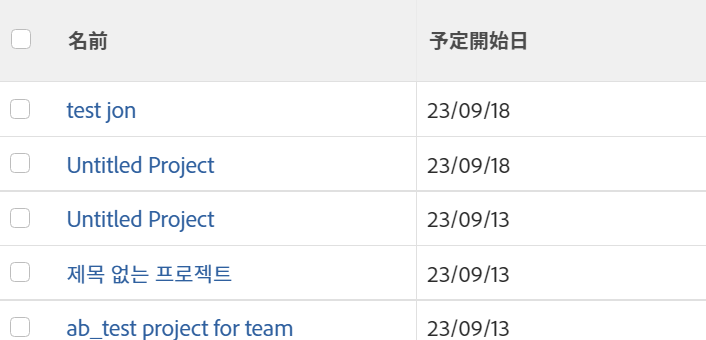 名前 予定開始日
test jon 23/09/18
Untitled Project 23/09/18
Untitled Project 23/09/13
제목 없는 프로젝트 23/09/13
ab_test project for team 23/09/13